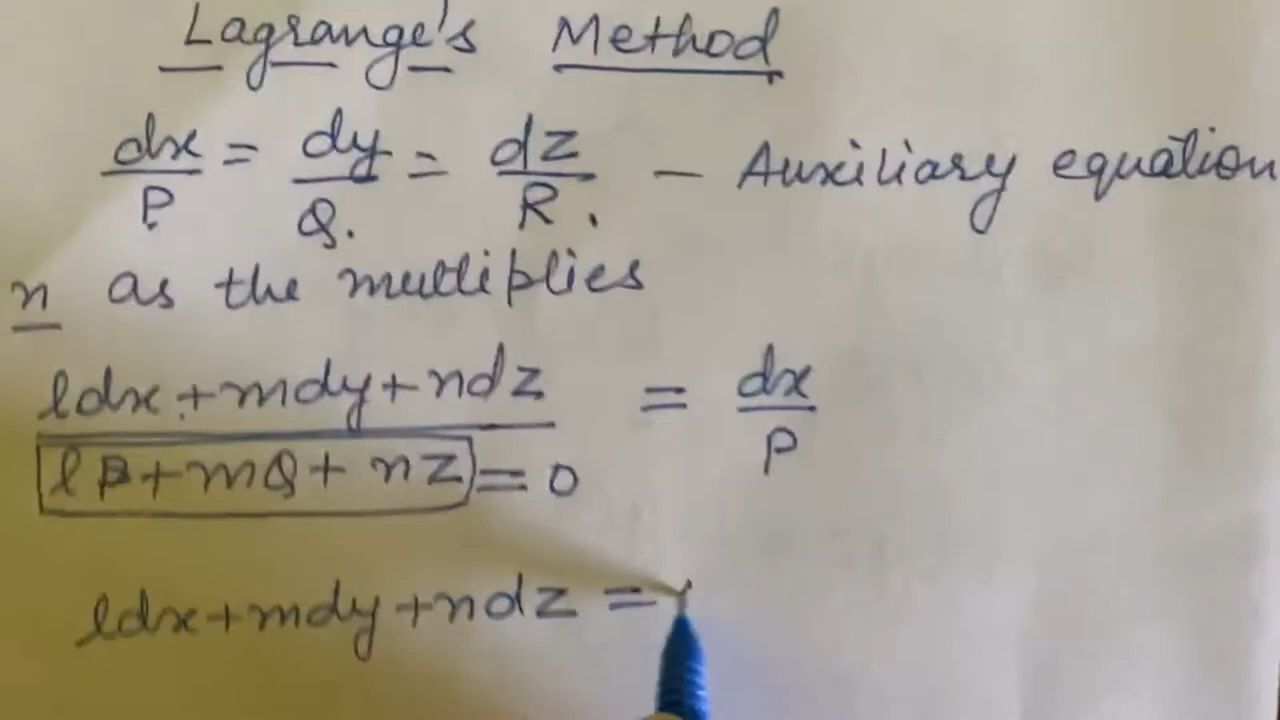 Lagrange's Method
dx/P = dy/Q. = dz/R. — Auxiliary equation
n as the multiplies
ldx+mdy+ndz / lP+mQ+nZ = 0 = dx/P
ldx+mdy+ndz =